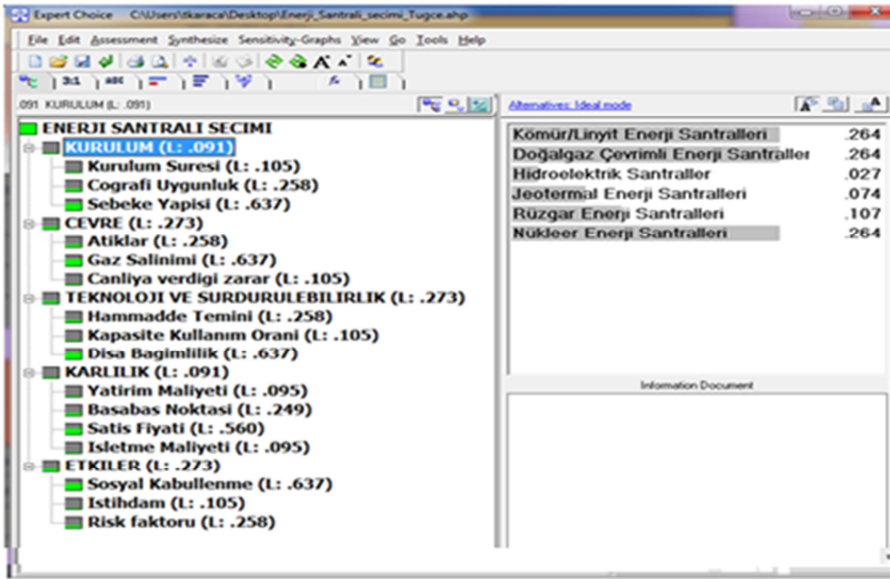 Expert Choice C:\Users\tkaraca\Desktop\Enerji_Santrali_secimi_Tugce.ahp
File Edit Assessment Synthesize Sensitivity-Graphs View Go Tools Help
3:1 ABC
.091 KURULUM (L: .091)
ENERJI SANTRALI SECIMI
KURULUM (L: .091)
Kurulum Suresi (L: .105)
Cografi Uygunluk (L: .258)
Sebeke Yapisi (L: .637)
CEVRE (L: .273)
Atiklar (L: .258)
Gaz Salinimi (L: .637)
Canliya verdigi zarar (L: .105)
TEKNOLOJI VE SURDURULEBILIRLIK (L: .273)
Hammadde Temini (L: .258)
Kapasite Kullanım Orani (L: .105)
Disa Bagimlilik (L: .637)
KARLILIK (L: .091)
Yatirim Maliyeti (L: .095)
Basabas Noktasi (L: .249)
Satis Fiyati (L: .560)
Isletme Maliyeti (L: .095)
ETKILER (L: .273)
Sosyal Kabullenme (L: .637)
Istihdam (L: .105)
Risk faktoru (L: .258)
Alternatives: Ideal mode
Kömür/Linyit Enerji Santralleri .264
Doğalgaz Çevrimli Enerji Santraller .264
Hidroelektrik Santraller .027
Jeotermal Enerji Santralleri .074
Rüzgar Enerji Santralleri .107
Nükleer Enerji Santralleri .264
Information Document